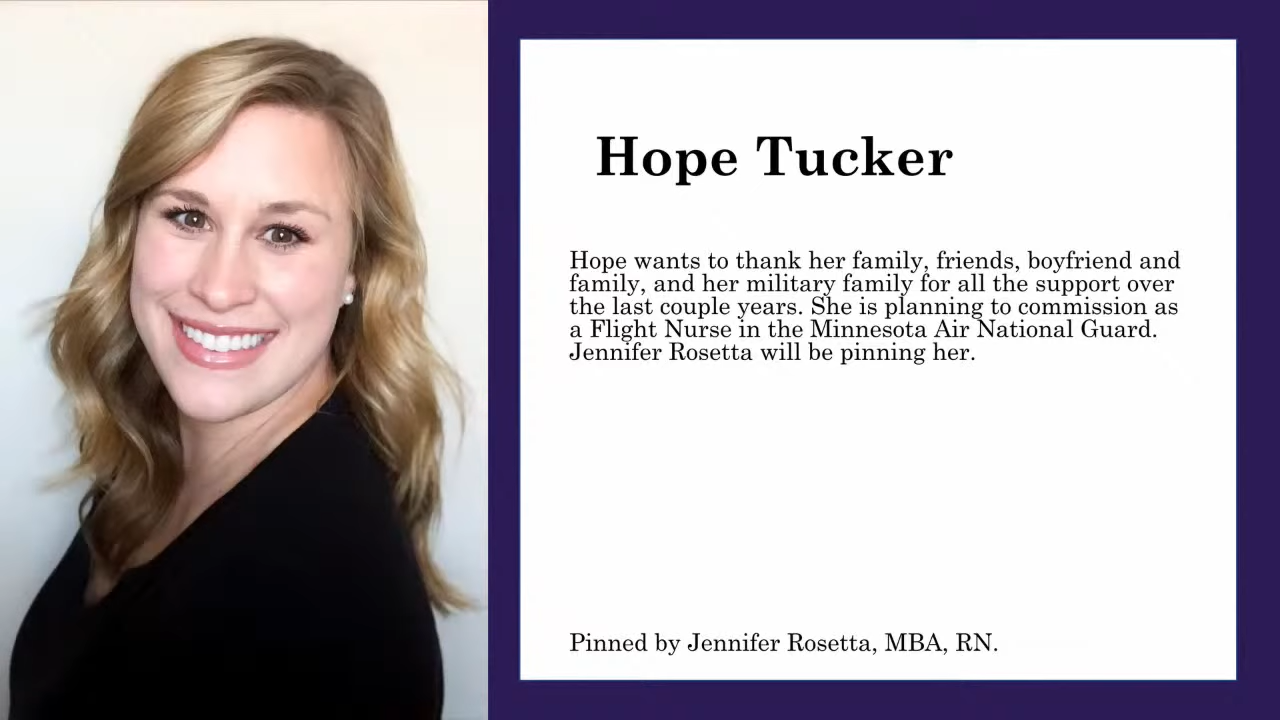 Hope Tucker
Hope wants to thank her family, friends, boyfriend and
family, and her military family for all the support over
the last couple years. She is planning to commission as
a Flight Nurse in the Minnesota Air National Guard.
Jennifer Rosetta will be pinning her.
Pinned by Jennifer Rosetta, MBA, RN.